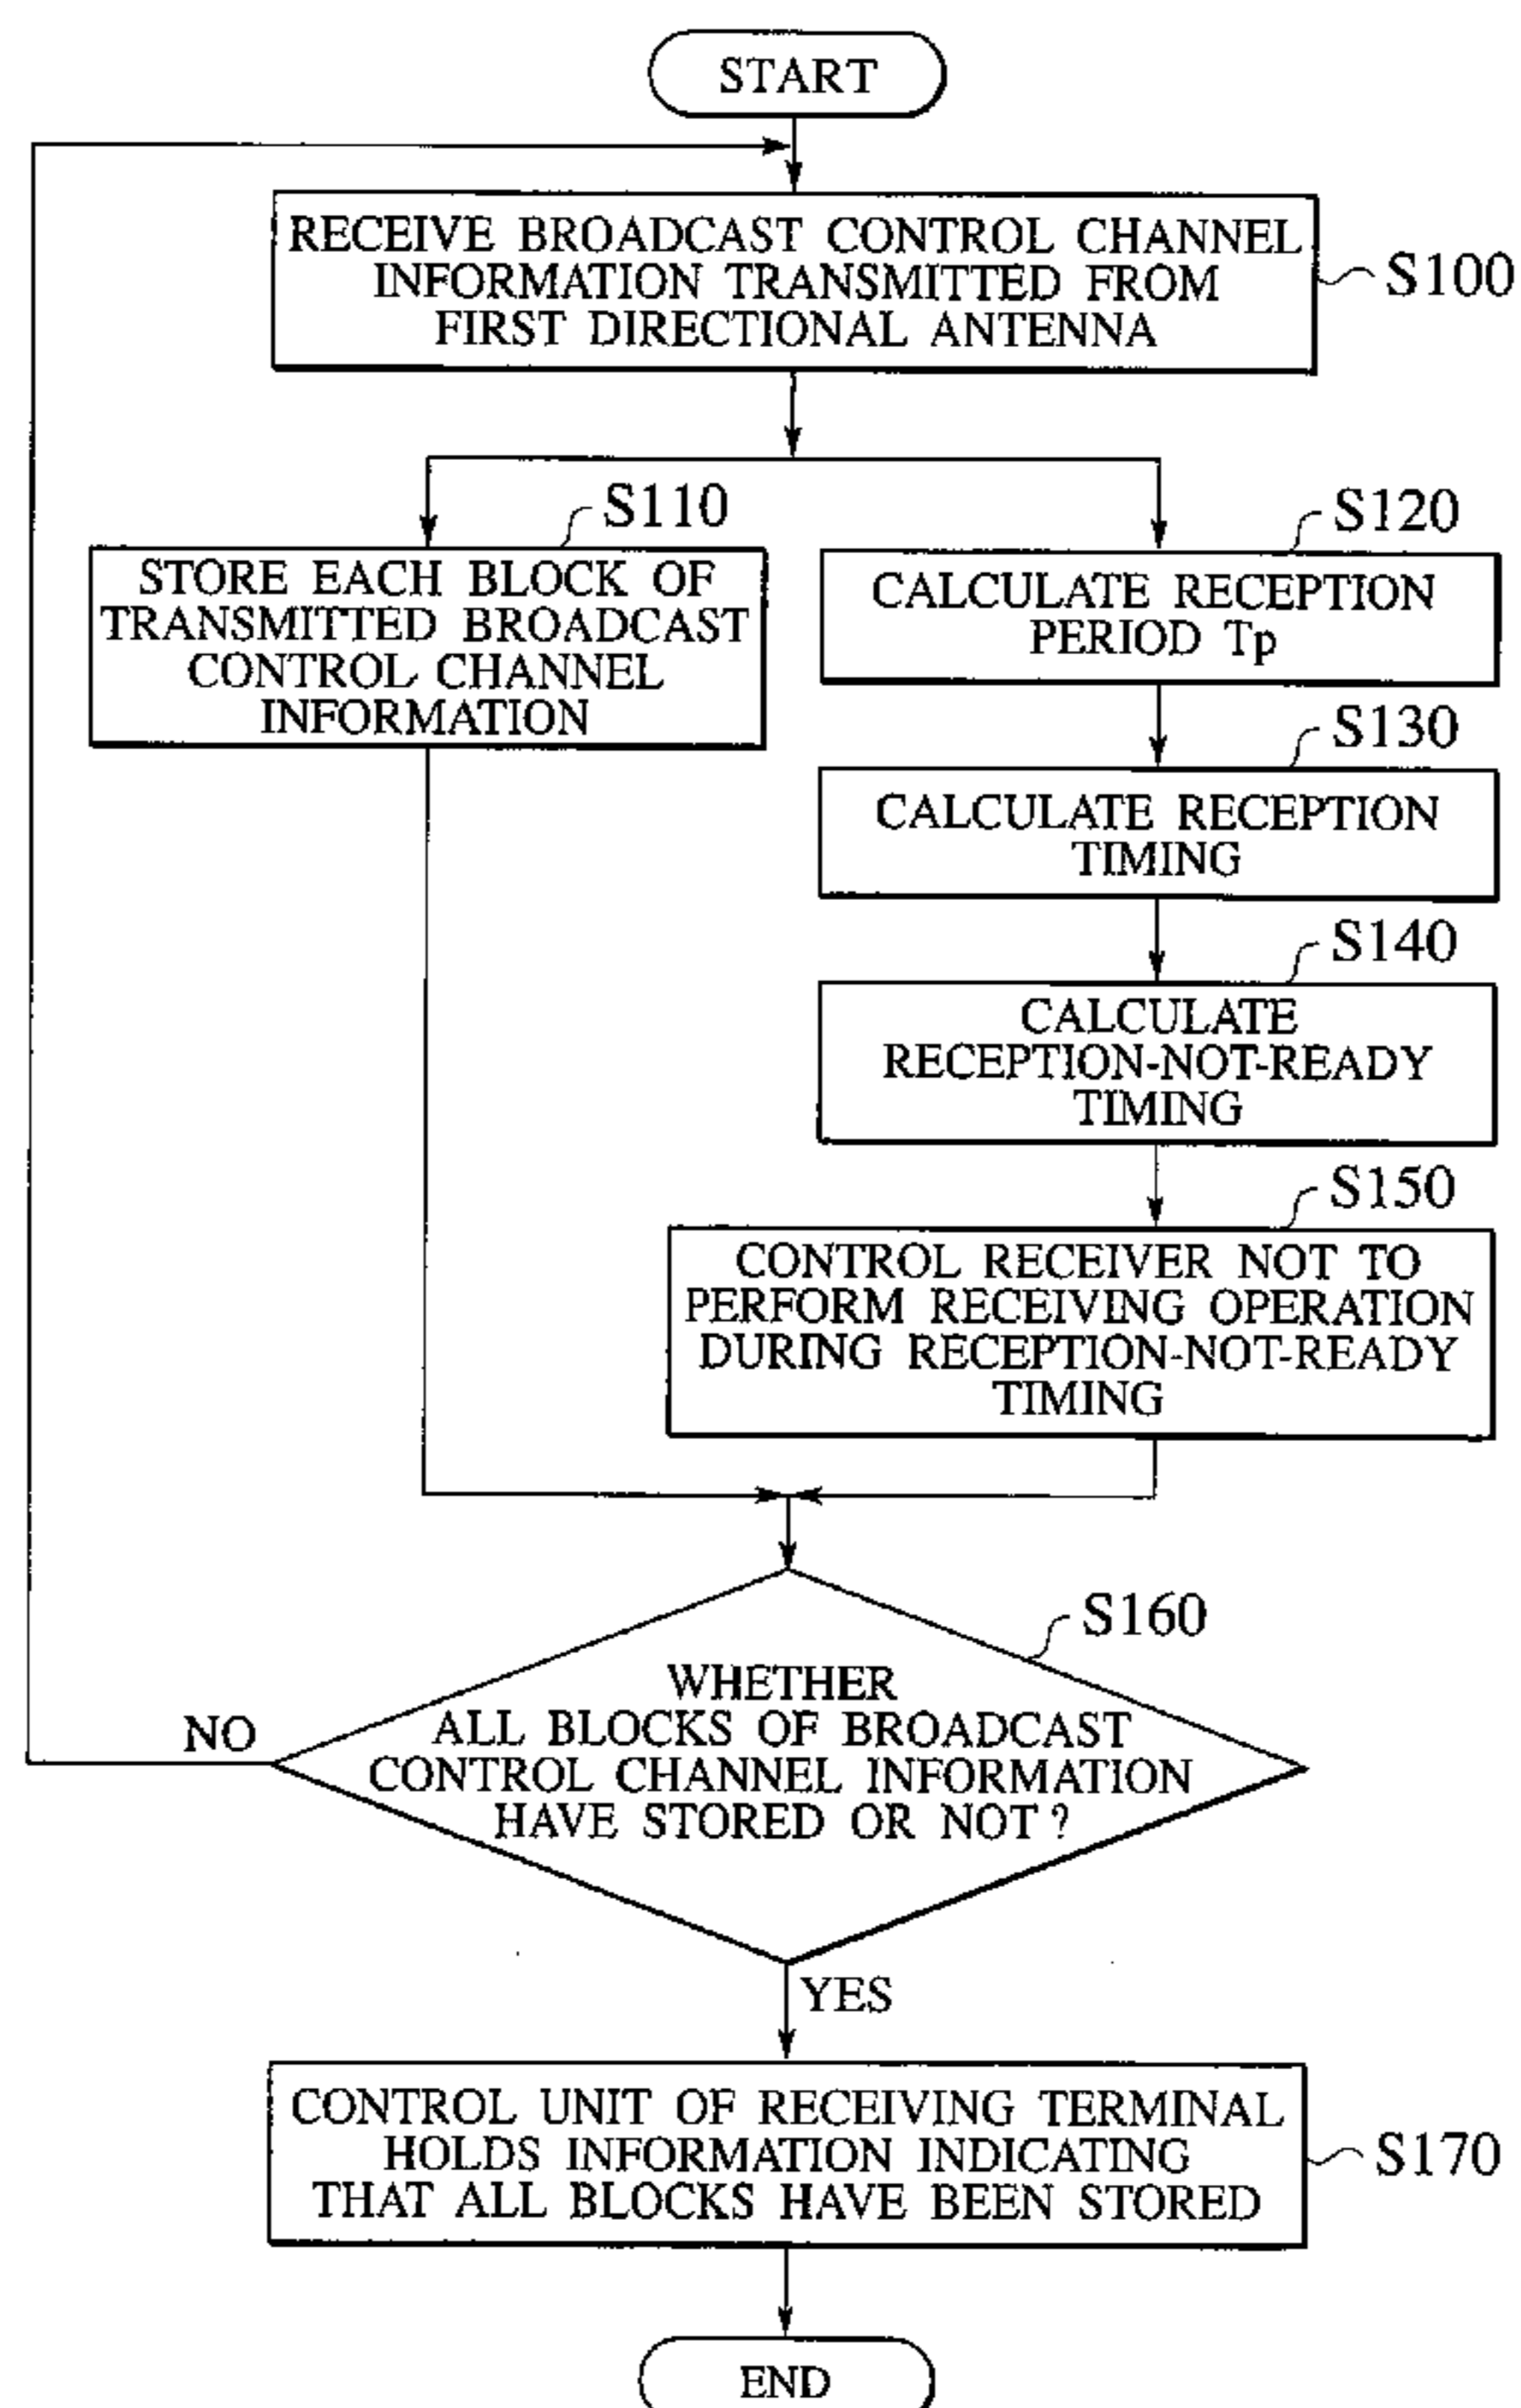 START
RECEIVE BROADCAST CONTROL CHANNEL
INFORMATION TRANSMITTED FROM
FIRST DIRECTIONAL ANTENNA
S100
S110
STORE EACH BLOCK OF
TRANSMITTED BROADCAST
CONTROL CHANNEL
INFORMATION
S120
CALCULATE RECEPTION
PERIOD Tp
S130
CALCULATE RECEPTION
TIMING
S140
CALCULATE
RECEPTION-NOT-READY
TIMING
S150
CONTROL RECEIVER NOT TO
PERFORM RECEIVING OPERATION
DURING RECEPTION-NOT-READY
TIMING
S160
WHETHER
ALL BLOCKS OF BROADCAST
CONTROL CHANNEL INFORMATION
HAVE STORED OR NOT?
NO
YES
CONTROL UNIT OF RECEIVING TERMINAL
HOLDS INFORMATION INDICATING
THAT ALL BLOCKS HAVE BEEN STORED
S170
END